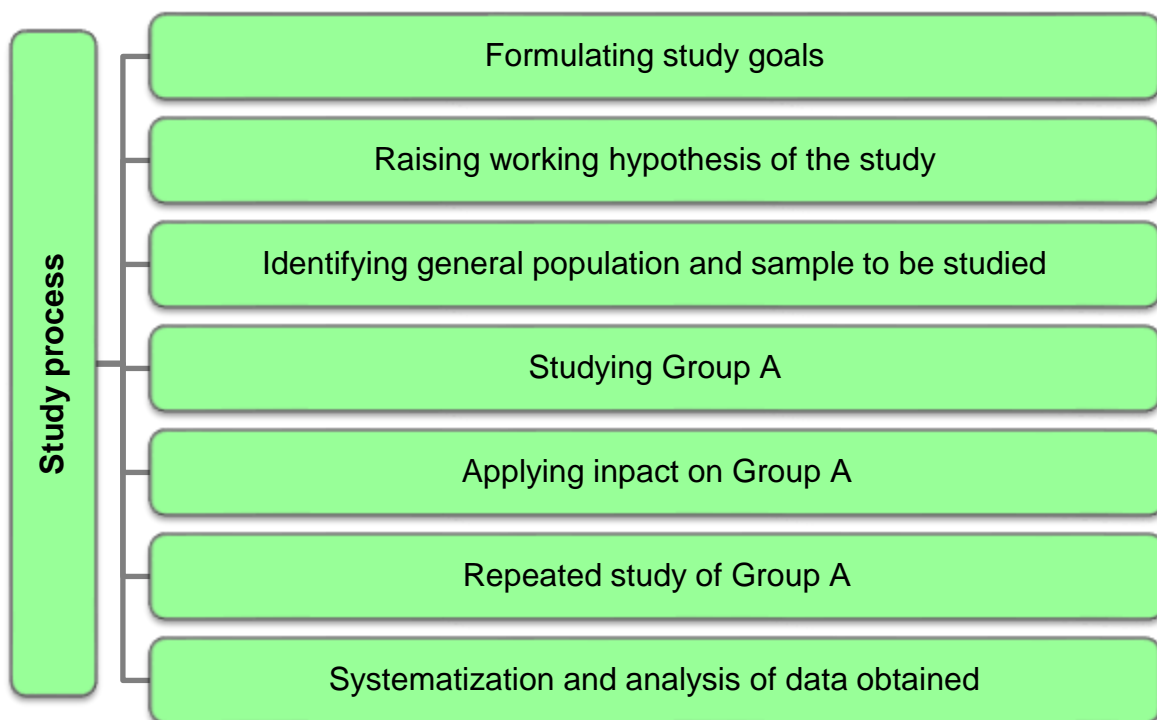 Study process
Formulating study goals
Raising working hypothesis of the study
Identifying general population and sample to be studied
Studying Group A
Applying inpact on Group A
Repeated study of Group A
Systematization and analysis of data obtained